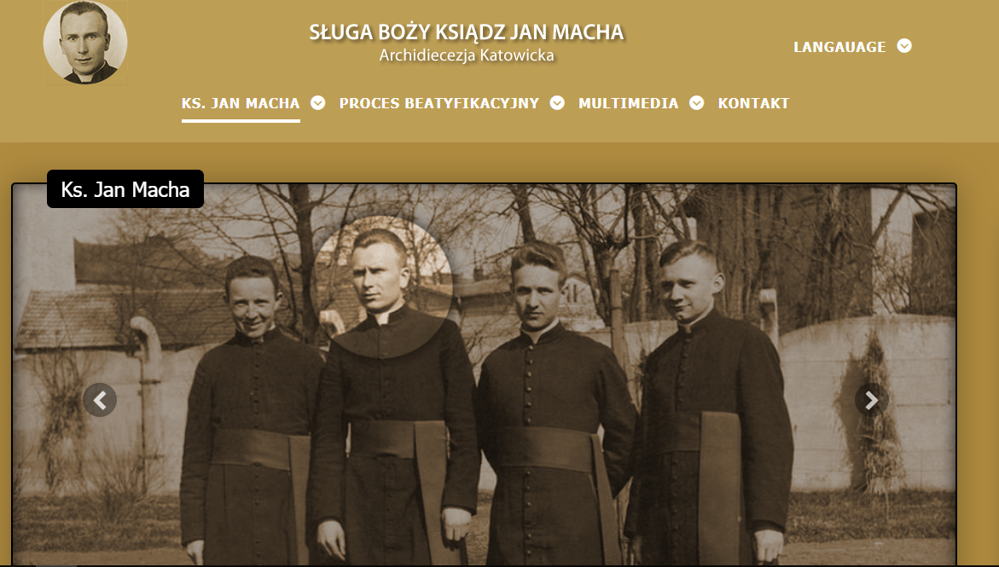 SŁUGA BOŻY KSIĄDZ JAN MACHA
Archidiecezja Katowicka
LANGAUAGE
KS. JAN MACHA PROCES BEATYFIKACYJNY MULTIMEDIA KONTAKT
Ks. Jan Macha